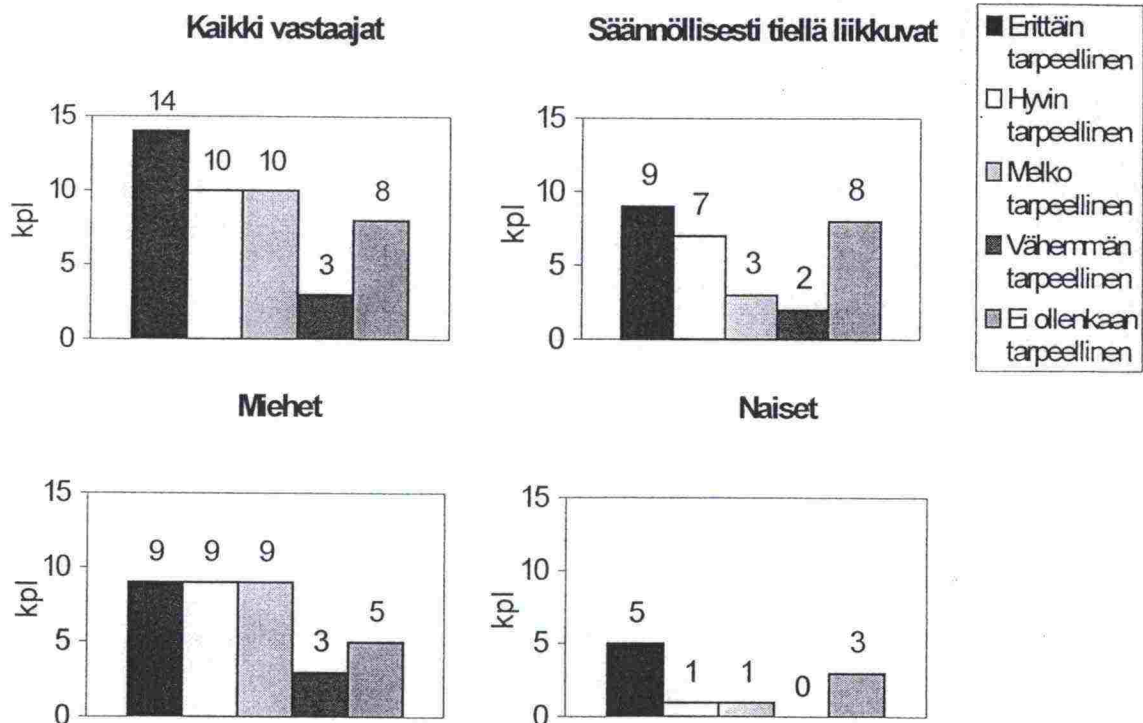 Kaikki vastaajat
15
10
5
0
kpl
14
10
10
3
8
Säännöllisesti tiellä liikkuvat
15
10
5
0
kpl
9
7
3
2
8
Erittäin
tarpeellinen
Hyvin
tarpeellinen
Melko
tarpeellinen
Vähemmän
tarpeellinen
Ei ollenkaan
tarpeellinen
Miehet
15
10
5
0
kpl
9
9
9
3
5
Naiset
15
10
5
0
kpl
5
1
1
0
3